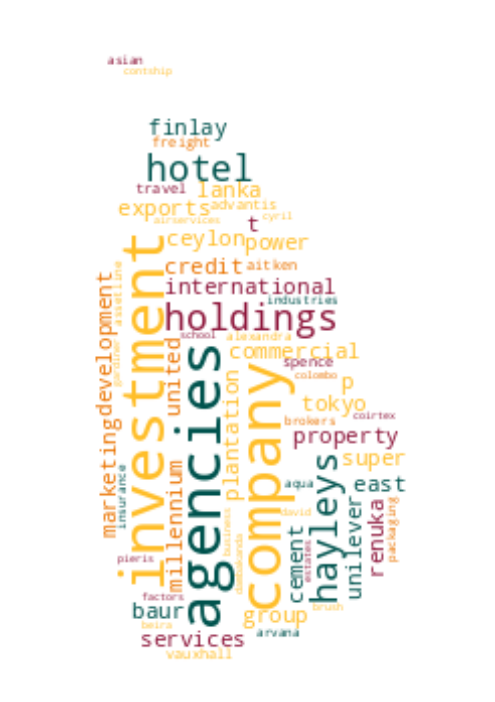 asian
contship
finlay
freight
hotel
travel
lanka
exports
advantis
cyril
airservices
t
ceylon
power
credit
aitken
international
industries
holdings
school
alexandra
commercial
spence
colombo
p
tokyo
coirtex
brokers
property
super
east
aqua
david
investment
agencies
company
hayleys
development
marketing
assetline
gardiner
united
plantation
millennium
insurance
business
dambakanda
cement
estates
unilever
renuka
packaging
pieris
factors
baur
beira
group
brush
services
arvana
vauxhall